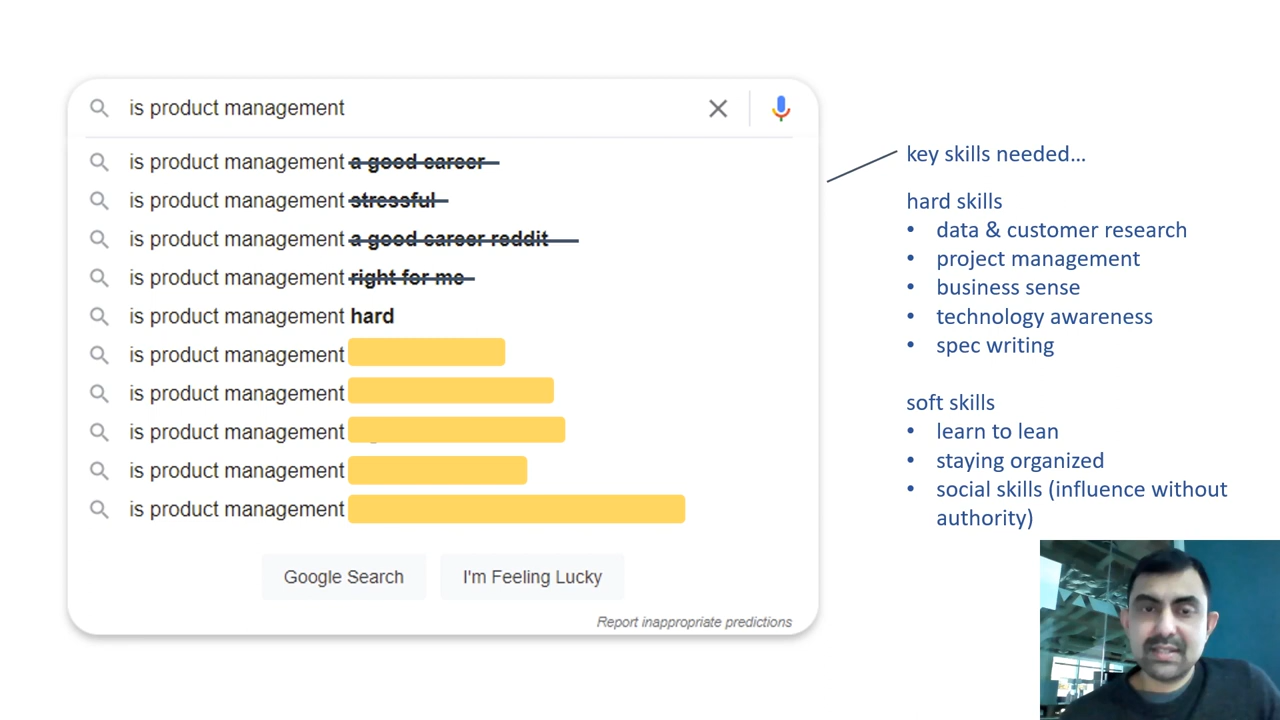 is product management
is product management a good career
is product management stressful
is product management a good career reddit
is product management right for me
is product management hard
is product management
is product management
is product management
is product management
is product management
Google Search
I'm Feeling Lucky
Report inappropriate predictions
key skills needed...
hard skills
• data & customer research
• project management
• business sense
• technology awareness
• spec writing
soft skills
• learn to lean
• staying organized
• social skills (influence without
authority)